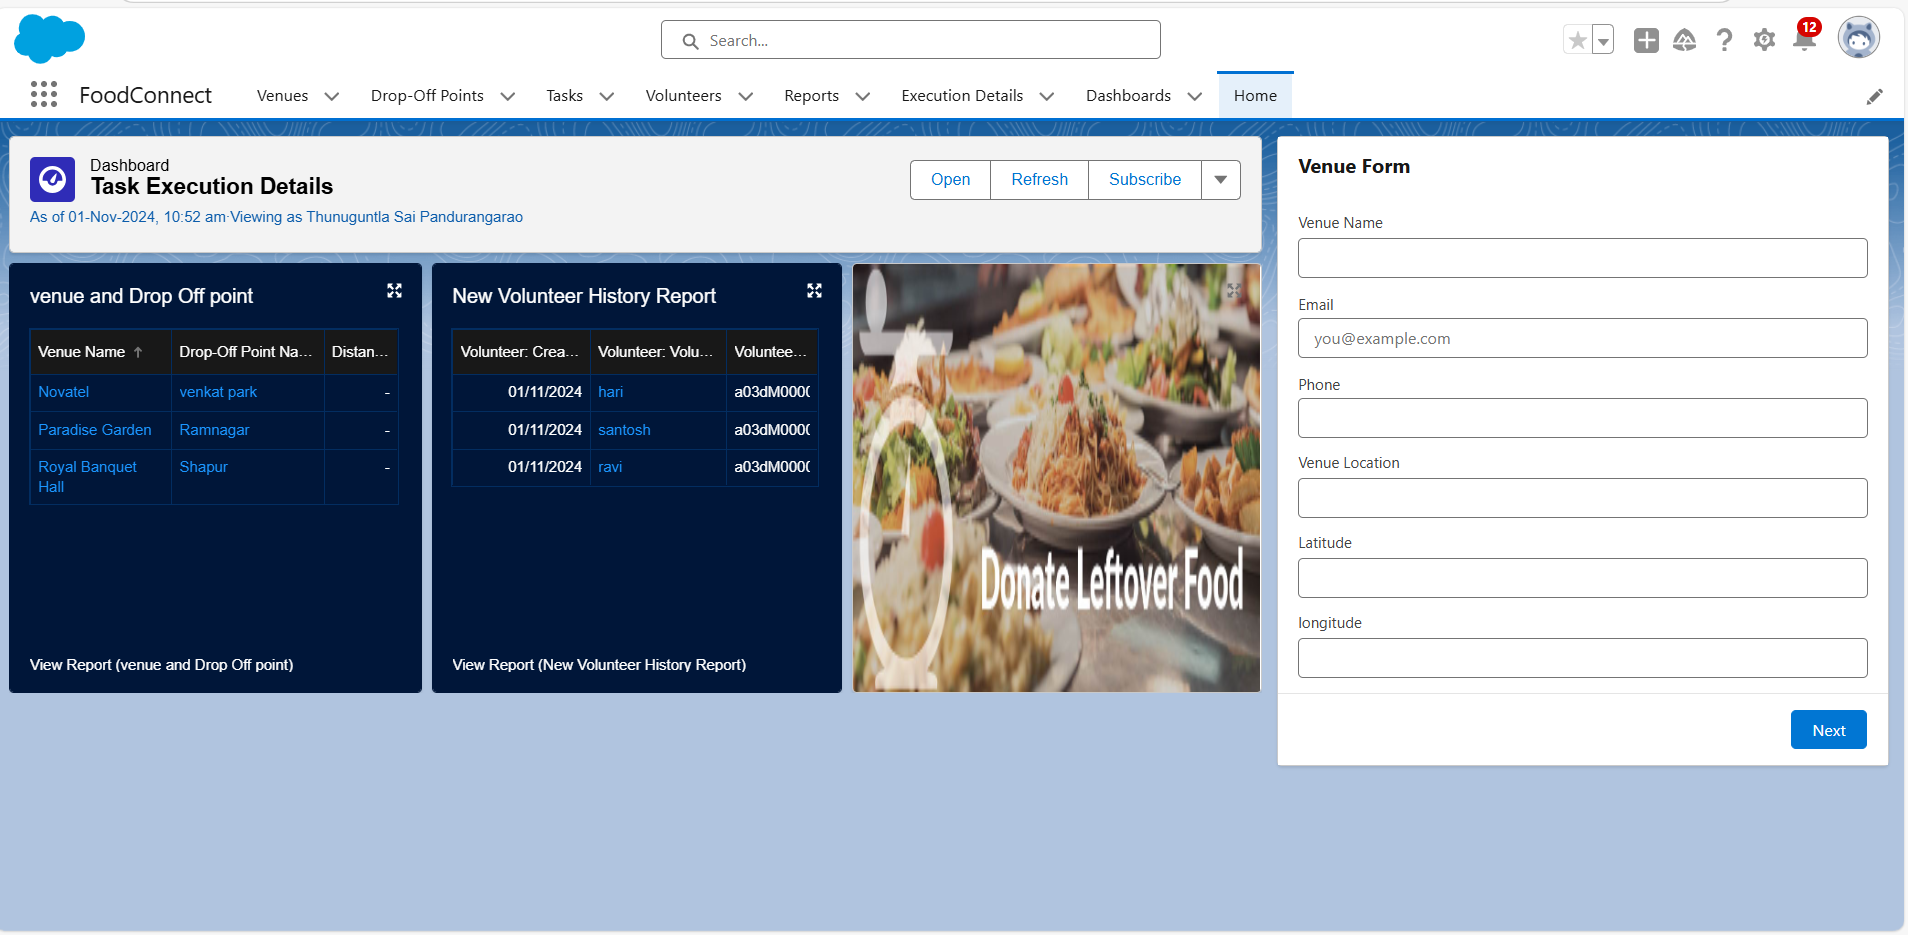 Search...
12
FoodConnect
Venues
Drop-Off Points
Tasks
Volunteers
Reports
Execution Details
Dashboards
Home
Dashboard
Task Execution Details
As of 01-Nov-2024, 10:52 am·Viewing as Thunuguntla Sai Pandurangarao
Open
Refresh
Subscribe
venue and Drop Off point
Venue Name
Drop-Off Point Na...
Distan...
Novatel
venkat park
-
Paradise Garden
Ramnagar
-
Royal Banquet
Hall
Shapur
-
View Report (venue and Drop Off point)
New Volunteer History Report
Volunteer: Crea...
Volunteer: Volu...
Voluntee...
01/11/2024
hari
a03dM000
01/11/2024
santosh
a03dM000
01/11/2024
ravi
a03dM000
View Report (New Volunteer History Report)
Donate Leftover Food
Venue Form
Venue Name
Email
you@example.com
Phone
Venue Location
Latitude
longitude
Next